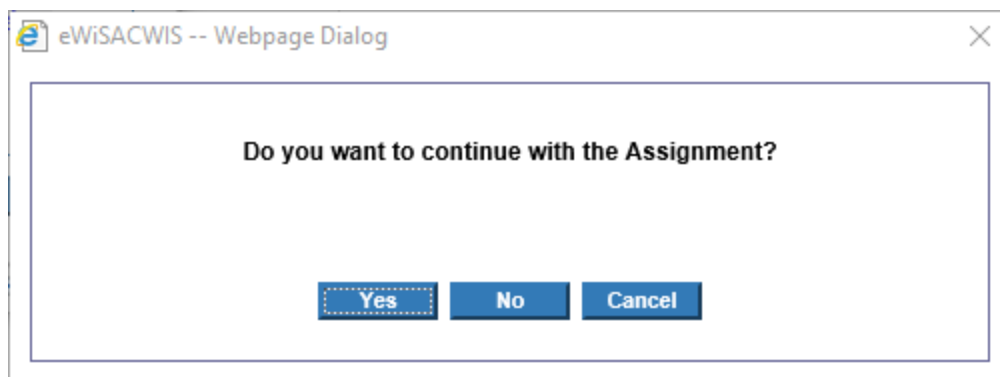 eWiSACWIS -- Webpage Dialog
Do you want to continue with the Assignment?
Yes No Cancel